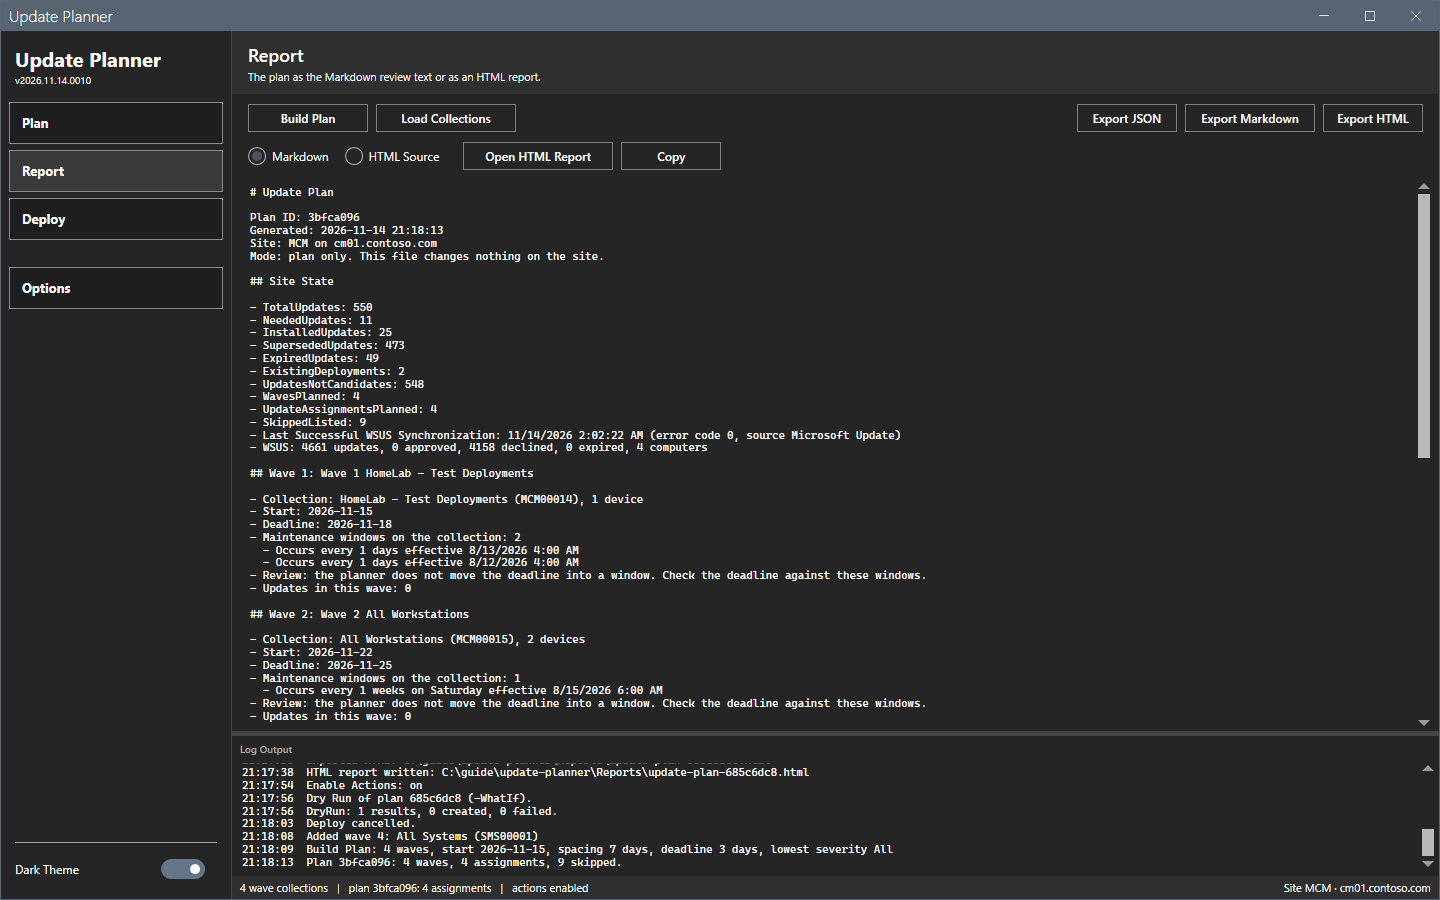 Update Planner
Update Planner
v2026.11.14.0010
Plan
Report
Deploy
Options
Dark Theme
Report
The plan as the Markdown review text or as an HTML report.
Build Plan
Load Collections
Export JSON
Export Markdown
Export HTML
Markdown
HTML Source
Open HTML Report
Copy
# Update Plan
Plan ID: 3bfca096
Generated: 2026-11-14 21:18:13
Site: MCM on cm01.contoso.com
Mode: plan only. This file changes nothing on the site.
## Site State
- TotalUpdates: 550
- NeededUpdates: 11
- InstalledUpdates: 25
- SupersededUpdates: 473
- ExpiredUpdates: 49
- ExistingDeployments: 2
- UpdatesNotCandidates: 548
- WavesPlanned: 4
- UpdateAssignmentsPlanned: 4
- SkippedListed: 9
- Last Successful WSUS Synchronization: 11/14/2026 2:02:22 AM (error code 0, source Microsoft Update)
- WSUS: 4661 updates, 0 approved, 4158 declined, 0 expired, 4 computers
## Wave 1: Wave 1 HomeLab - Test Deployments
- Collection: HomeLab - Test Deployments (MCM00014), 1 device
- Start: 2026-11-15
- Deadline: 2026-11-18
- Maintenance windows on the collection: 2
- Occurs every 1 days effective 8/13/2026 4:00 AM
- Occurs every 1 days effective 8/12/2026 4:00 AM
- Review: the planner does not move the deadline into a window. Check the deadline against these windows.
- Updates in this wave: 0
## Wave 2: Wave 2 All Workstations
- Collection: All Workstations (MCM00015), 2 devices
- Start: 2026-11-22
- Deadline: 2026-11-25
- Maintenance windows on the collection: 1
- Occurs every 1 weeks on Saturday effective 8/15/2026 6:00 AM
- Review: the planner does not move the deadline into a window. Check the deadline against these windows.
- Updates in this wave: 0
Log Output
21:17:38 HTML report written: C:\guide\update-planner\Reports\update-plan-685c6dc8.html
21:17:54 Enable Actions: on
21:17:56 Dry Run of plan 685c6dc8 (-WhatIf).
21:17:56 DryRun: 1 results, 0 created, 0 failed.
21:18:03 Deploy cancelled.
21:18:08 Added wave 4: All Systems (SMS00001)
21:18:09 Build Plan: 4 waves, start 2026-11-15, spacing 7 days, deadline 3 days, lowest severity All
21:18:13 Plan 3bfca096: 4 waves, 4 assignments, 9 skipped.
4 wave collections | plan 3bfca096: 4 assignments | actions enabled
Site MCM · cm01.contoso.com